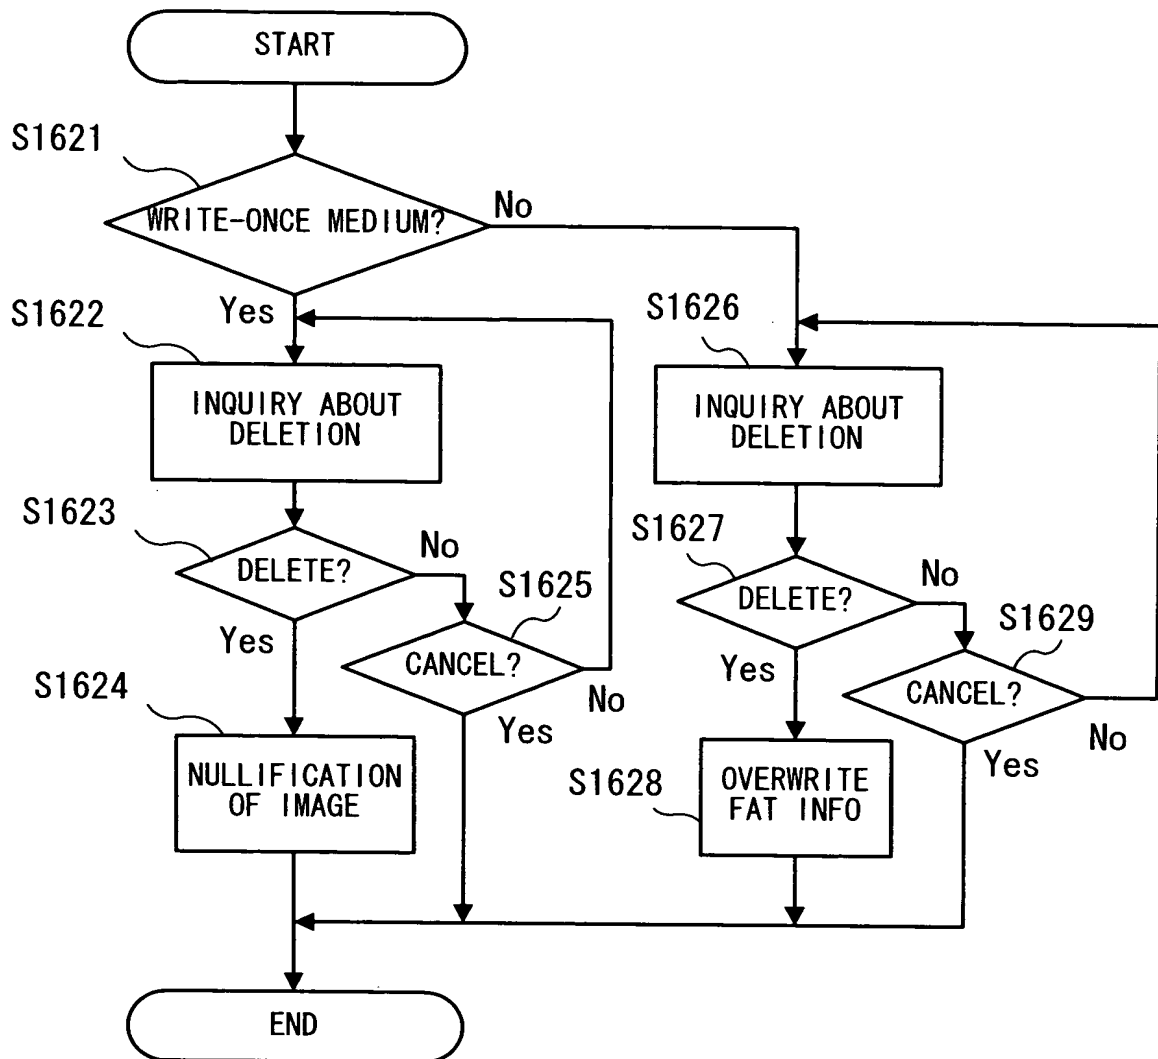 START
S1621
WRITE-ONCE MEDIUM?
No
Yes
S1622
S1626
INQUIRY ABOUT
DELETION
INQUIRY ABOUT
DELETION
S1623
DELETE?
No
Yes
S1625
CANCEL?
No
Yes
S1627
DELETE?
No
Yes
S1629
CANCEL?
No
Yes
S1624
NULLIFICATION
OF IMAGE
S1628
OVERWRITE
FAT INFO
END